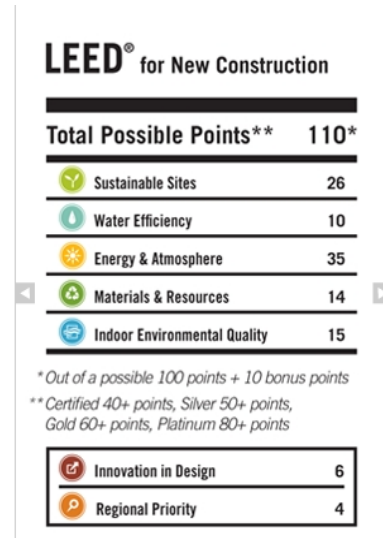 LEED® for New Construction
Total Possible Points** 110*
Sustainable Sites 26
Water Efficiency 10
Energy & Atmosphere 35
Materials & Resources 14
Indoor Environmental Quality 15
*Out of a possible 100 points + 10 bonus points
**Certified 40+ points, Silver 50+ points,
Gold 60+ points, Platinum 80+ points
Innovation in Design 6
Regional Priority 4